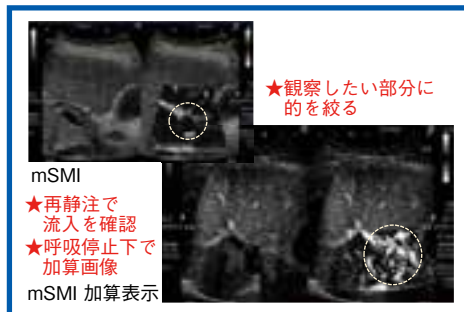 ★観察したい部分に
的を絞る
mSMI
★再静注で
流入を確認
★呼吸停止下で
加算画像
mSMI 加算表示